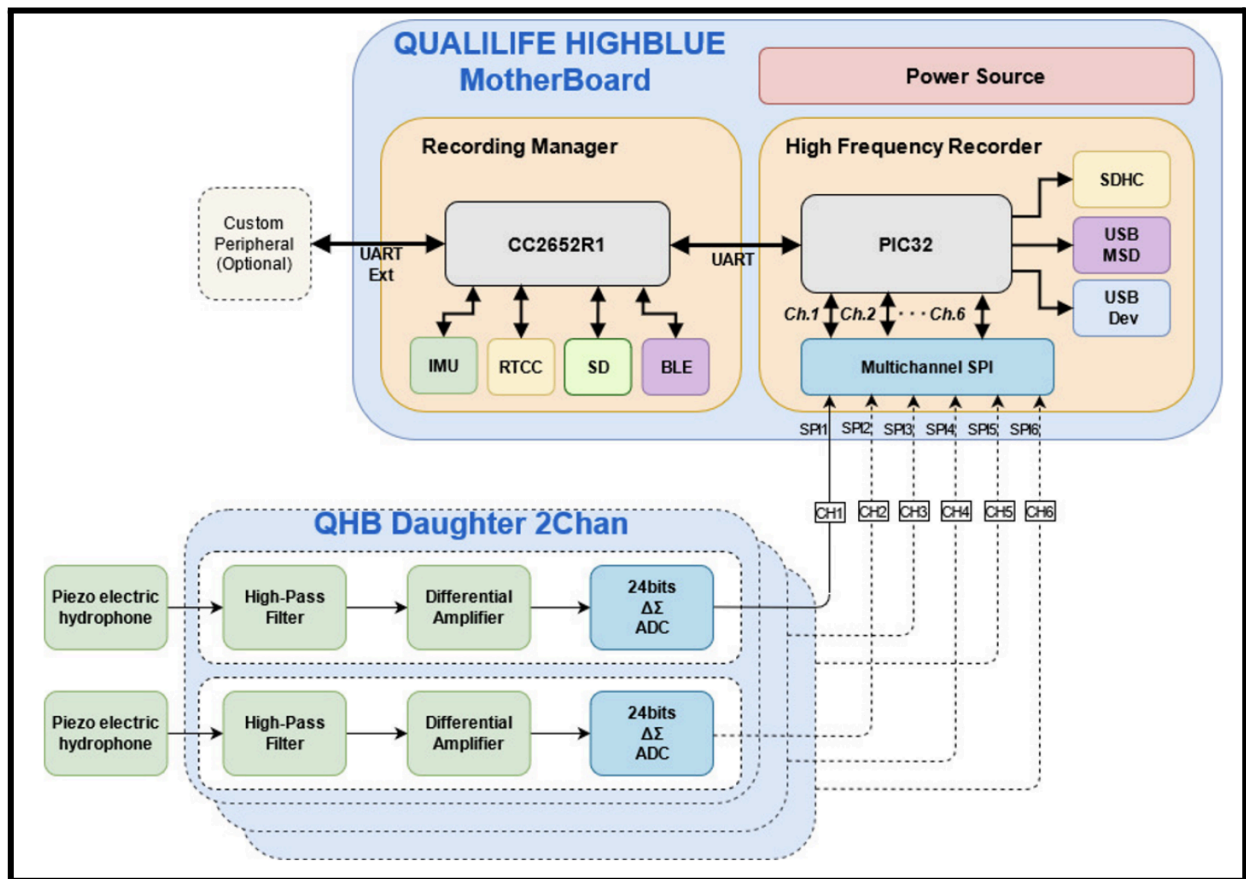 QUALILIFE HIGHBLUE
MotherBoard
Power Source
Recording Manager
High Frequency Recorder
Custom
Peripheral
(Optional)
UART
Ext
CC2652R1
UART
PIC32
SDHC
USB
MSD
USB
Dev
Ch.1 Ch.2 · · · Ch.6
IMU
RTCC
SD
BLE
Multichannel SPI
SPI1 SPI2 SPI3 SPI4 SPI5 SPI6
CH1 CH2 CH3 CH4 CH5 CH6
QHB Daughter 2Chan
Piezo electric
hydrophone
High-Pass
Filter
Differential
Amplifier
24bits
ΔΣ
ADC
Piezo electric
hydrophone
High-Pass
Filter
Differential
Amplifier
24bits
ΔΣ
ADC